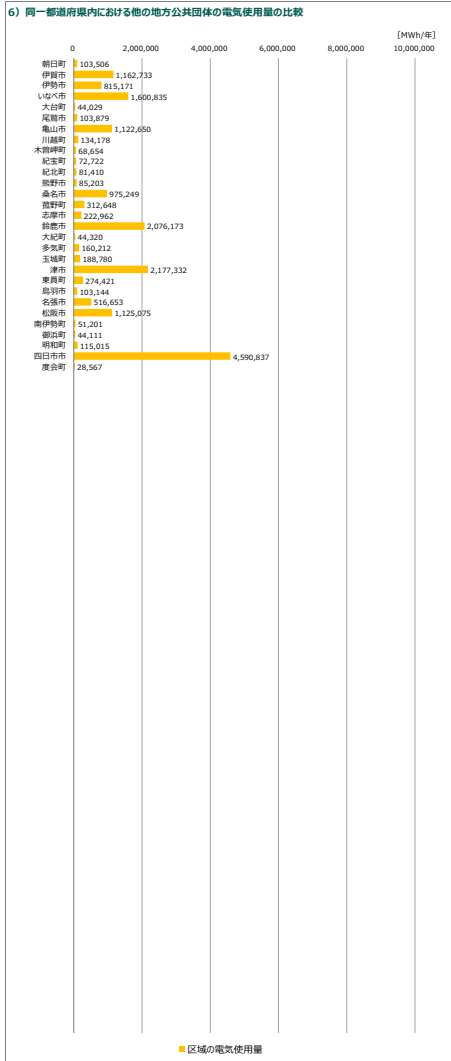 6）同一都道府県内における他の地方公共団体の電気使用量の比較
[MWh/年]
0 2,000,000 4,000,000 6,000,000 8,000,000 10,000,000
朝日町 103,506
伊賀市 1,162,733
伊勢市 815,171
いなべ市 1,600,835
大台町 44,029
尾鷲市 103,879
亀山市 1,122,650
川越町 134,178
木曽岬町 68,654
紀宝町 72,722
紀北町 81,410
熊野市 85,203
桑名市 975,249
菰野町 312,648
志摩市 222,962
鈴鹿市 2,076,173
大紀町 44,320
多気町 160,212
玉城町 188,780
津市 2,177,332
東員町 274,421
鳥羽市 103,144
名張市 516,653
松阪市 1,125,075
南伊勢町 51,201
御浜町 44,111
明和町 115,015
四日市市 4,590,837
度会町 28,567
区域の電気使用量